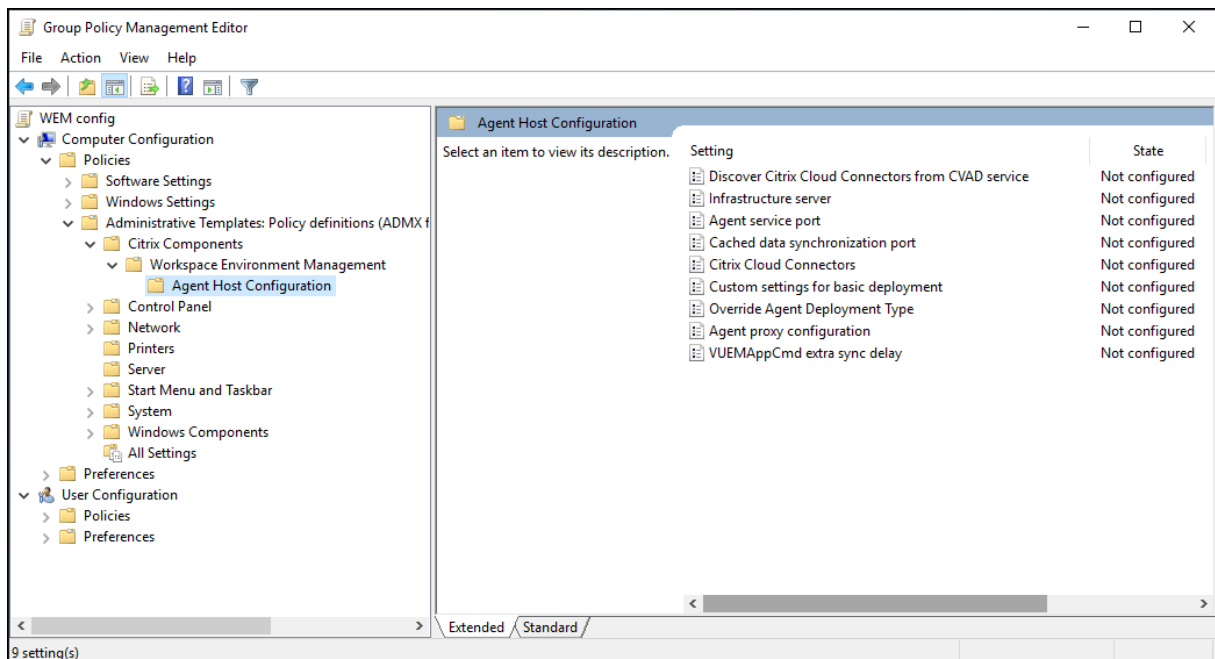 Group Policy Management Editor
File Action View Help
WEM config
Computer Configuration
Policies
Software Settings
Windows Settings
Administrative Templates: Policy definitions (ADMX f
Citrix Components
Workspace Environment Management
Agent Host Configuration
Control Panel
Network
Printers
Server
Start Menu and Taskbar
System
Windows Components
All Settings
Preferences
User Configuration
Policies
Preferences
Agent Host Configuration
Select an item to view its description.
Setting State
Discover Citrix Cloud Connectors from CVAD service Not configured
Infrastructure server Not configured
Agent service port Not configured
Cached data synchronization port Not configured
Citrix Cloud Connectors Not configured
Custom settings for basic deployment Not configured
Override Agent Deployment Type Not configured
Agent proxy configuration Not configured
VUEMAppCmd extra sync delay Not configured
Extended Standard
9 setting(s)